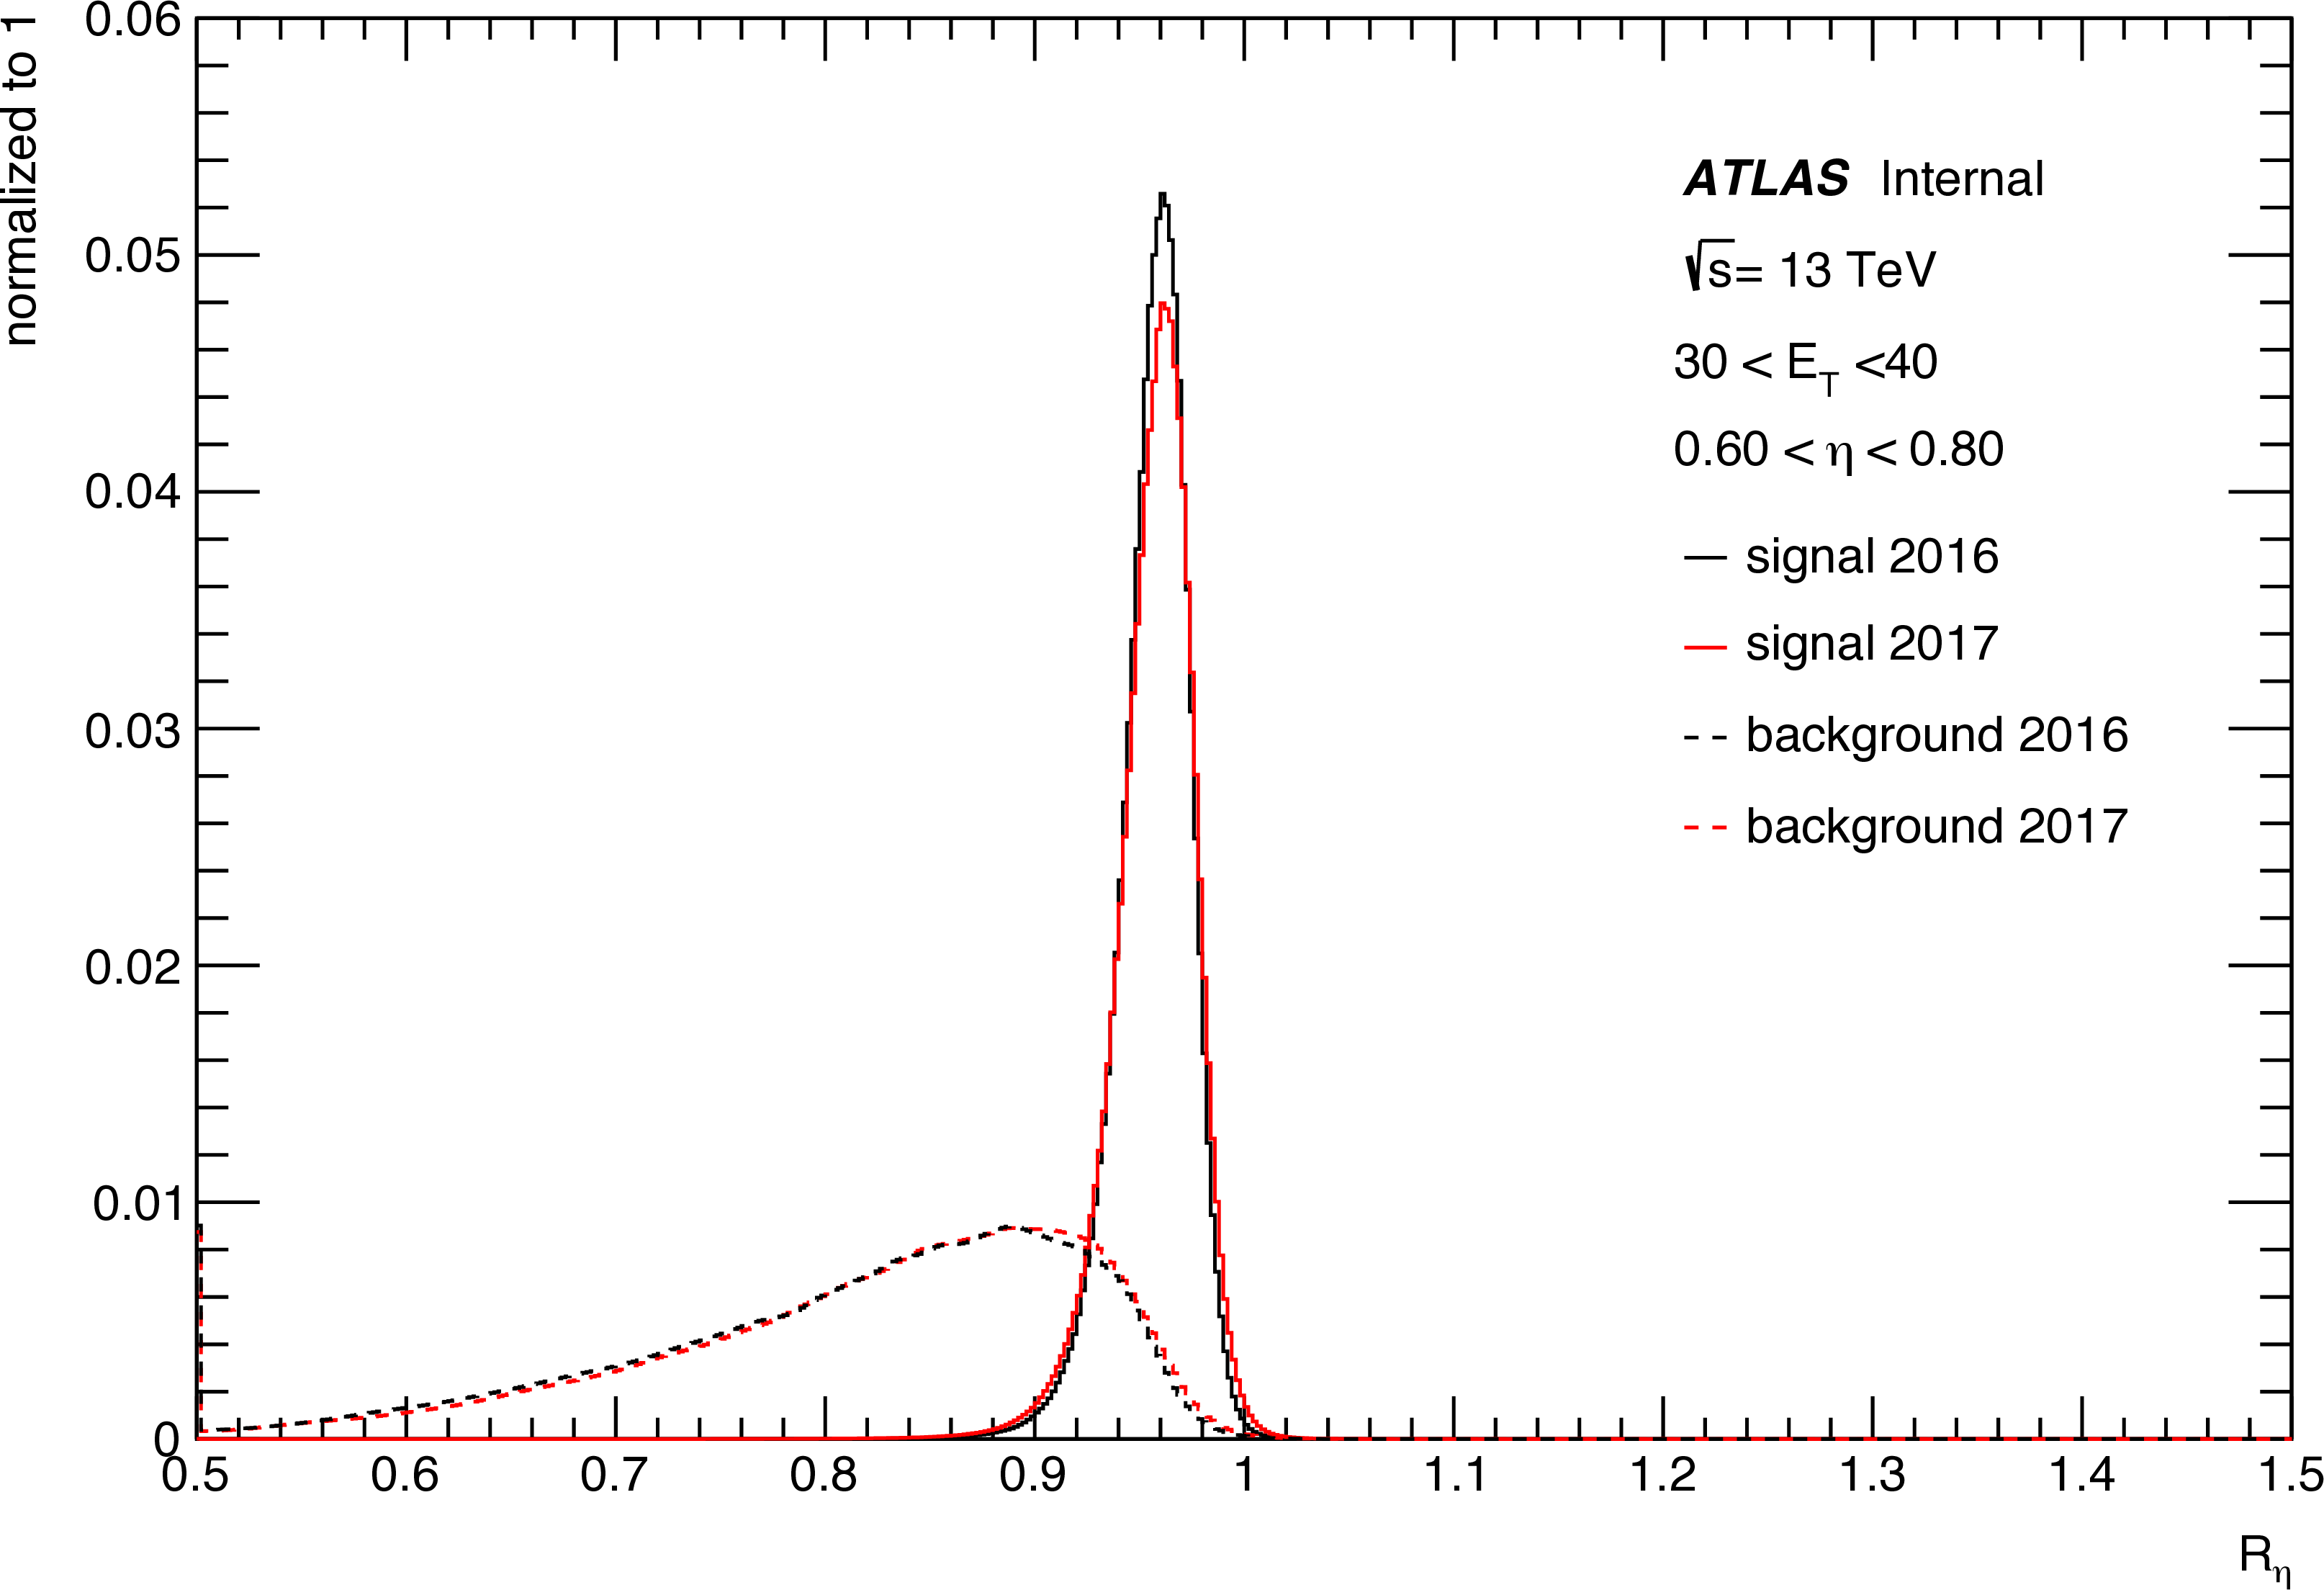 normalized to 1
0.06
0.05
0.04
0.03
0.02
0.01
0
ATLAS Internal
√s= 13 TeV
30 < E_T <40
0.60 < η < 0.80
signal 2016
signal 2017
background 2016
background 2017
0.5 0.6 0.7 0.8 0.9 1 1.1 1.2 1.3 1.4 1.5
R_η